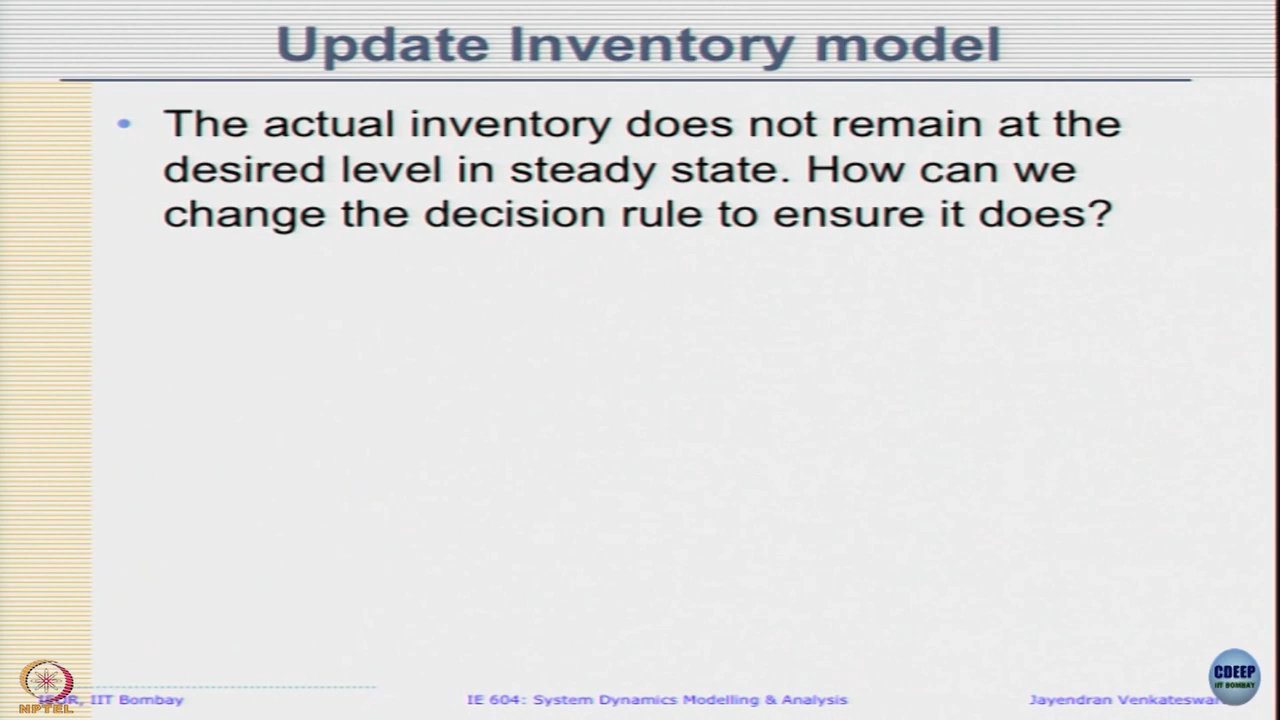 Update Inventory model
• The actual inventory does not remain at the
desired level in steady state. How can we
change the decision rule to ensure it does?
CDEEP
IIT BOMBAY
NPTEL
IIT Bombay
IE 604: System Dynamics Modelling & Analysis
Jayendran